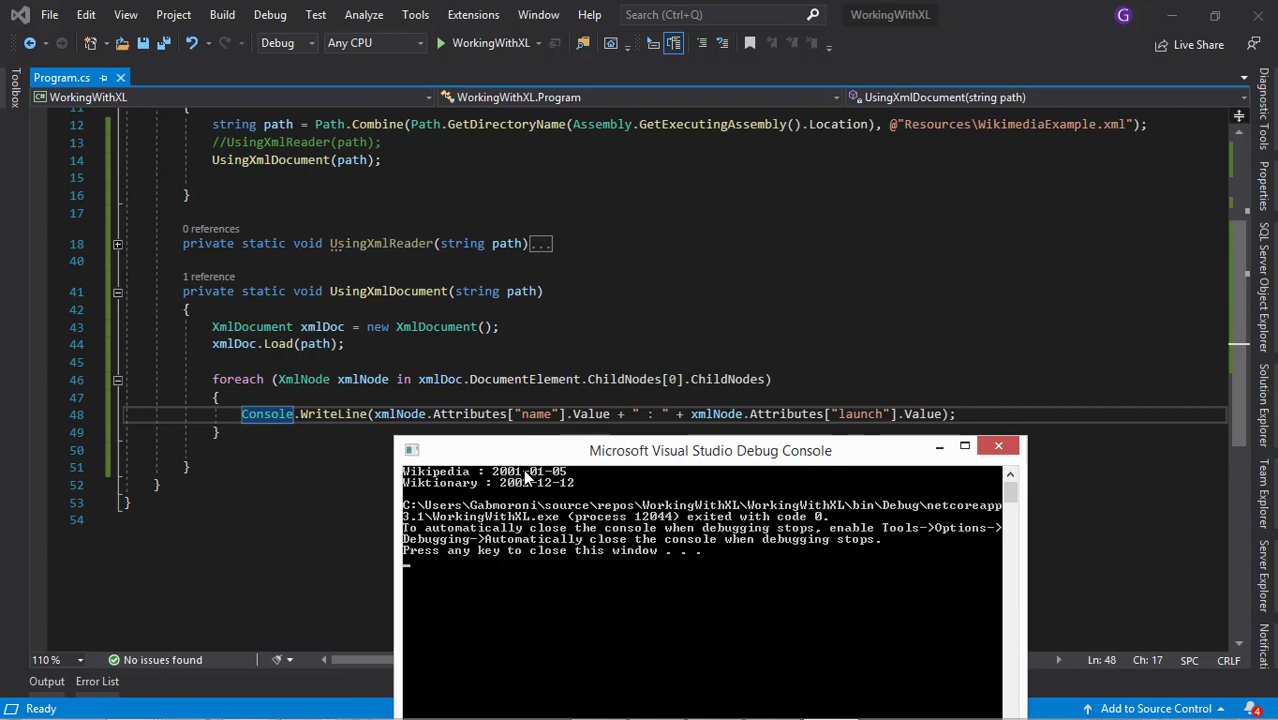 File Edit View Project Build Debug Test Analyze Tools Extensions Window Help Search (Ctrl+Q) WorkingWithXL G
Debug Any CPU WorkingWithXL Live Share
Program.cs
WorkingWithXL WorkingWithXL.Program UsingXmlDocument(string path)
Toolbox
11 {
12 string path = Path.Combine(Path.GetDirectoryName(Assembly.GetExecutingAssembly().Location), @"Resources\WikimediaExample.xml");
13 //UsingXmlReader(path);
14 UsingXmlDocument(path);
15
16 }
17
0 references
18 private static void UsingXmlReader(string path)...
40
1 reference
41 private static void UsingXmlDocument(string path)
42 {
43 XmlDocument xmlDoc = new XmlDocument();
44 xmlDoc.Load(path);
45
46 foreach (XmlNode xmlNode in xmlDoc.DocumentElement.ChildNodes[0].ChildNodes)
47 {
48 Console.WriteLine(xmlNode.Attributes["name"].Value + " : " + xmlNode.Attributes["launch"].Value);
49 }
50
51 }
52 }
53 }
54
Microsoft Visual Studio Debug Console
Wikipedia : 2001-01-05
Wiktionary : 2002-12-12
C:\Users\Gabmoroni\source\repos\WorkingWithXL\WorkingWithXL\bin\Debug\netcoreapp
3.1\WorkingWithXL.exe (process 12044) exited with code 0.
To automatically close the console when debugging stops, enable Tools->Options->
Debugging->Automatically close the console when debugging stops.
Press any key to close this window . . .
Diagnostic Tools
Properties
SQL Server Object Explorer
Team Explorer
110 % No issues found Ln: 48 Ch: 17 SPC CRLF
Output Error List
Ready Add to Source Control 4